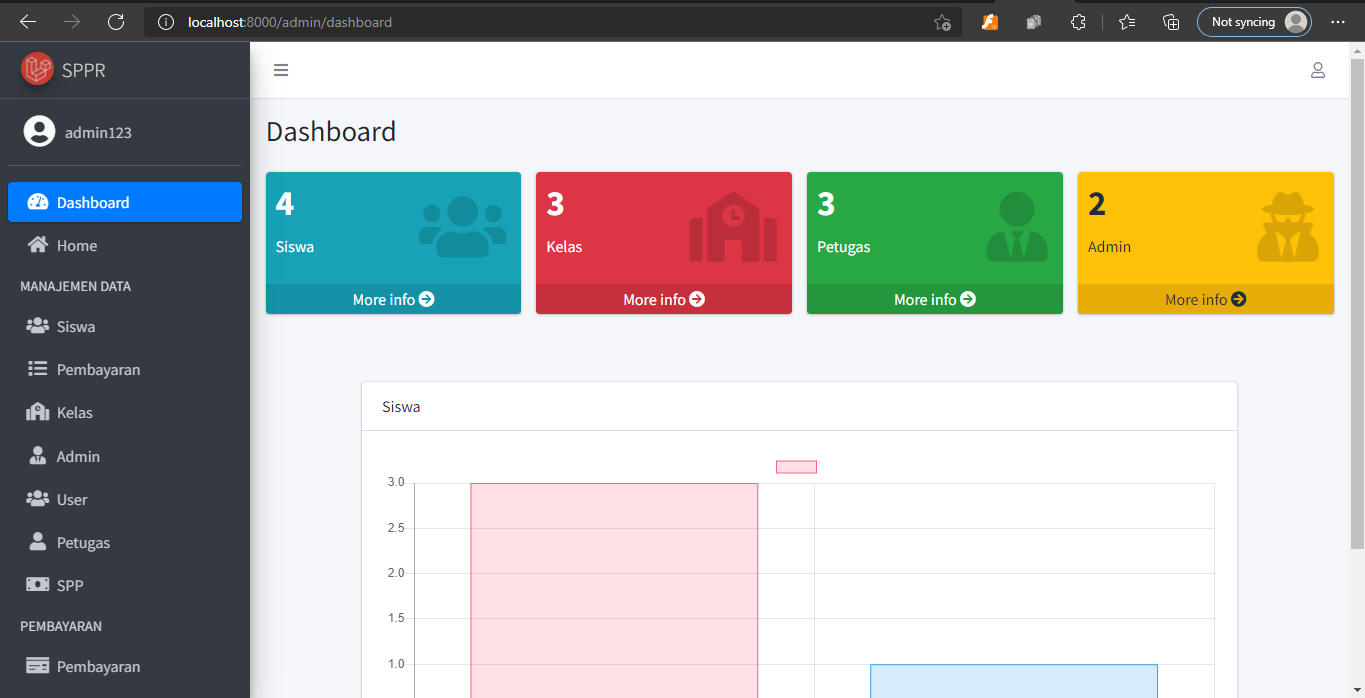 localhost:8000/admin/dashboard
Not syncing
SPPR
admin123
Dashboard
Home
MANAJEMEN DATA
Siswa
Pembayaran
Kelas
Admin
User
Petugas
SPP
PEMBAYARAN
Pembayaran
Dashboard
4
Siswa
More info
3
Kelas
More info
3
Petugas
More info
2
Admin
More info
Siswa
3.0
2.5
2.0
1.5
1.0